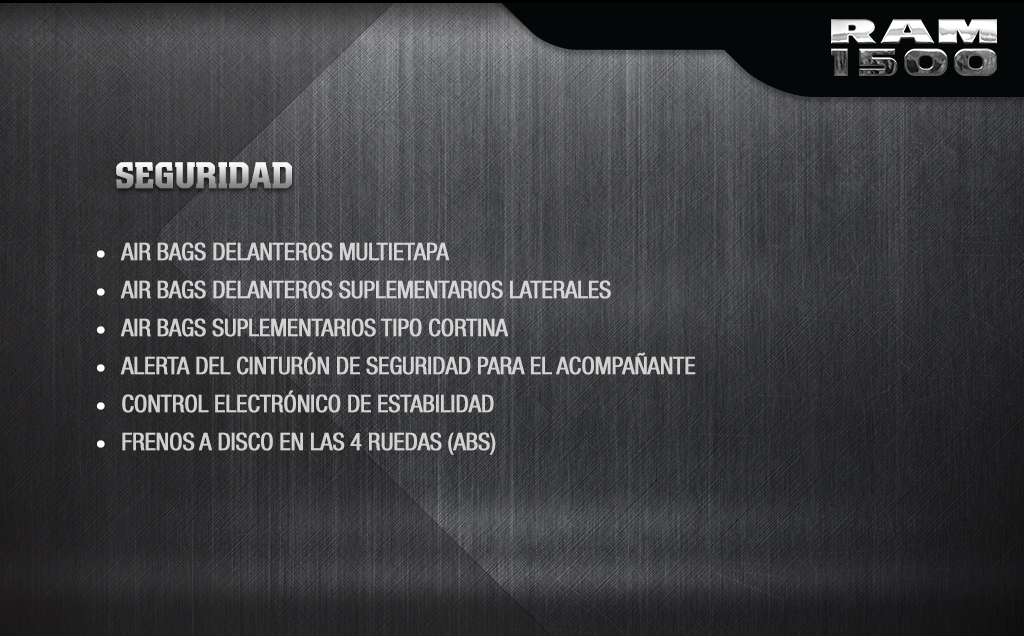 RAM
1500
SEGURIDAD
• AIR BAGS DELANTEROS MULTIETAPA
• AIR BAGS DELANTEROS SUPLEMENTARIOS LATERALES
• AIR BAGS SUPLEMENTARIOS TIPO CORTINA
• ALERTA DEL CINTURÓN DE SEGURIDAD PARA EL ACOMPAÑANTE
• CONTROL ELECTRÓNICO DE ESTABILIDAD
• FRENOS A DISCO EN LAS 4 RUEDAS (ABS)